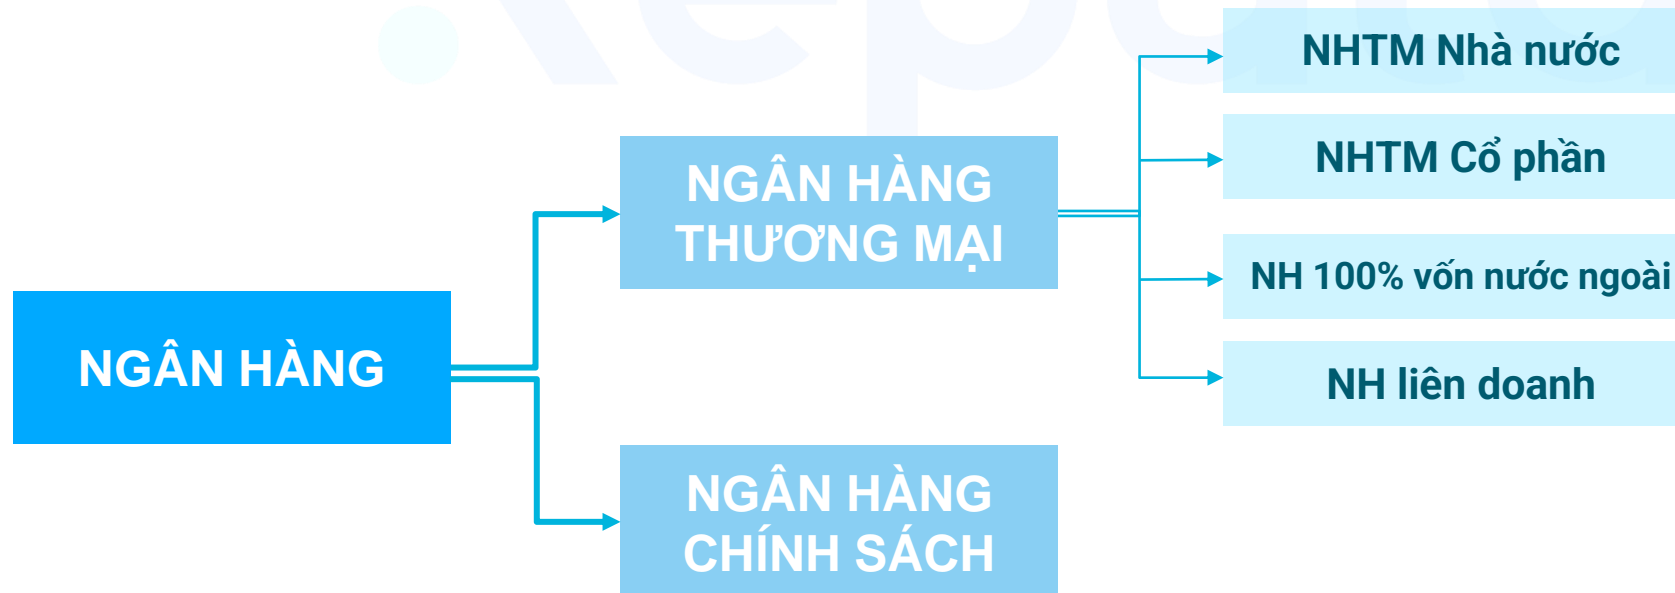 NGÂN HÀNG
NGÂN HÀNG
THƯƠNG MẠI
NGÂN HÀNG
CHÍNH SÁCH
NHTM Nhà nước
NHTM Cổ phần
NH 100% vốn nước ngoài
NH liên doanh